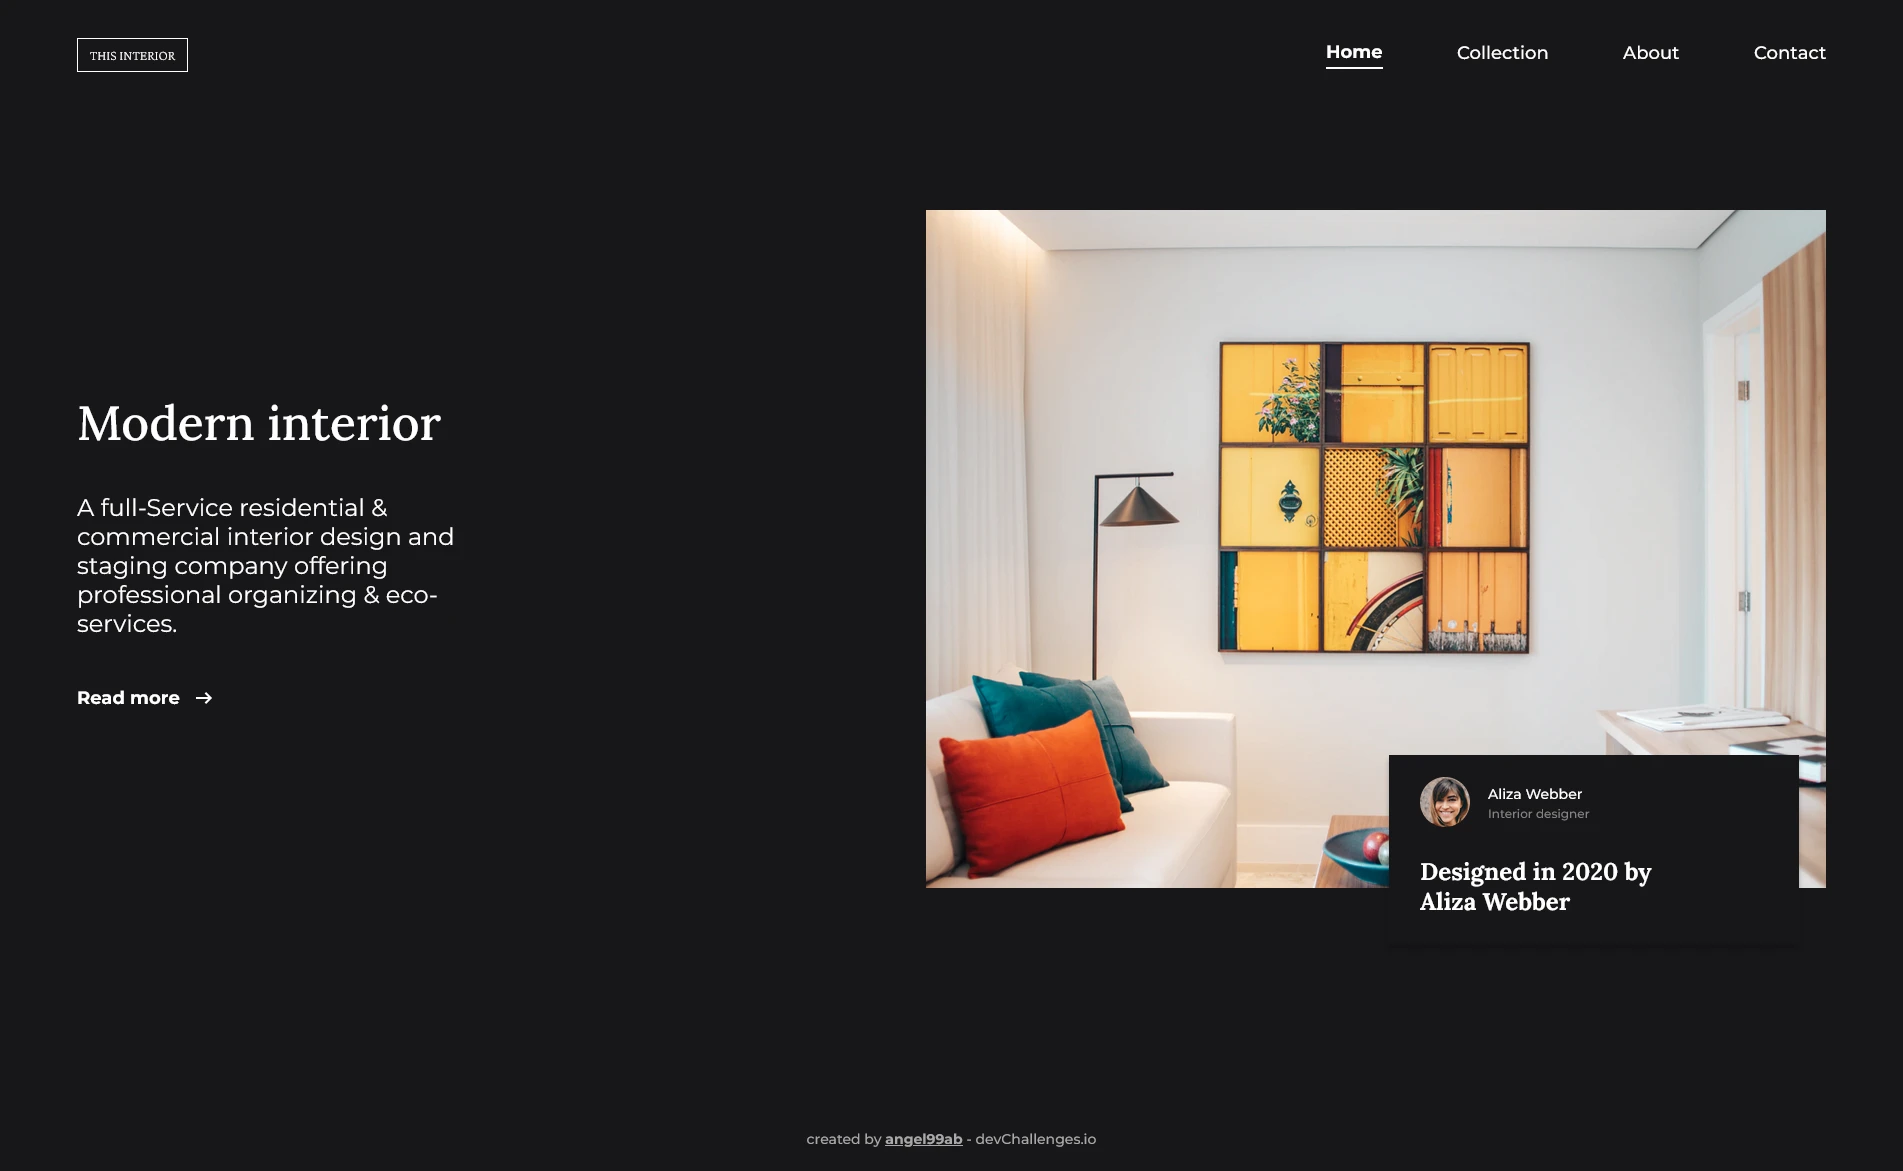 THIS INTERIOR
Home
Collection
About
Contact
Modern interior
A full-Service residential &
commercial interior design and
staging company offering
professional organizing & eco-
services.
Read more
Aliza Webber
Interior designer
Designed in 2020 by
Aliza Webber
created by angel99ab - devChallenges.io